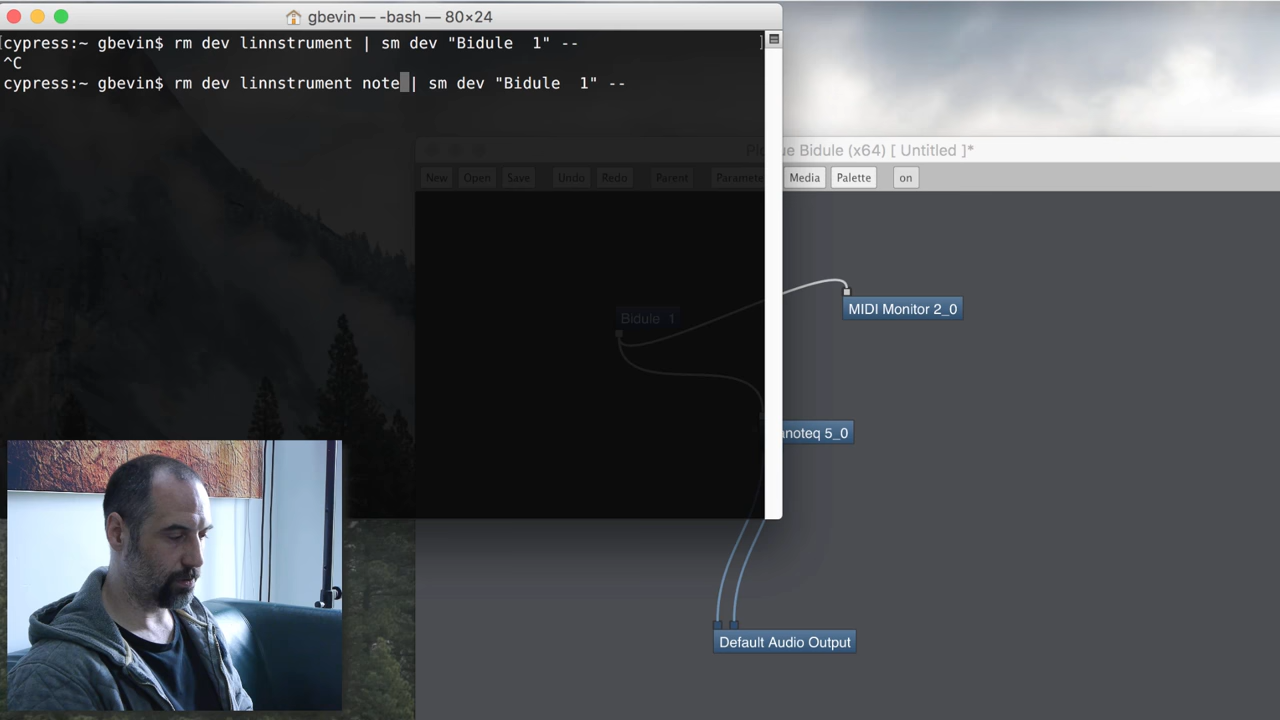 gbevin — -bash — 80×24
cypress:~ gbevin$ rm dev linnstrument | sm dev "Bidule  1" --
^C
cypress:~ gbevin$ rm dev linnstrument note | sm dev "Bidule  1" --
ue Bidule (x64) [ Untitled ]*
New Open Save Undo Redo Parent Paramete Media Palette on
Bidule 1
MIDI Monitor 2_0
anoteq 5_0
Default Audio Output